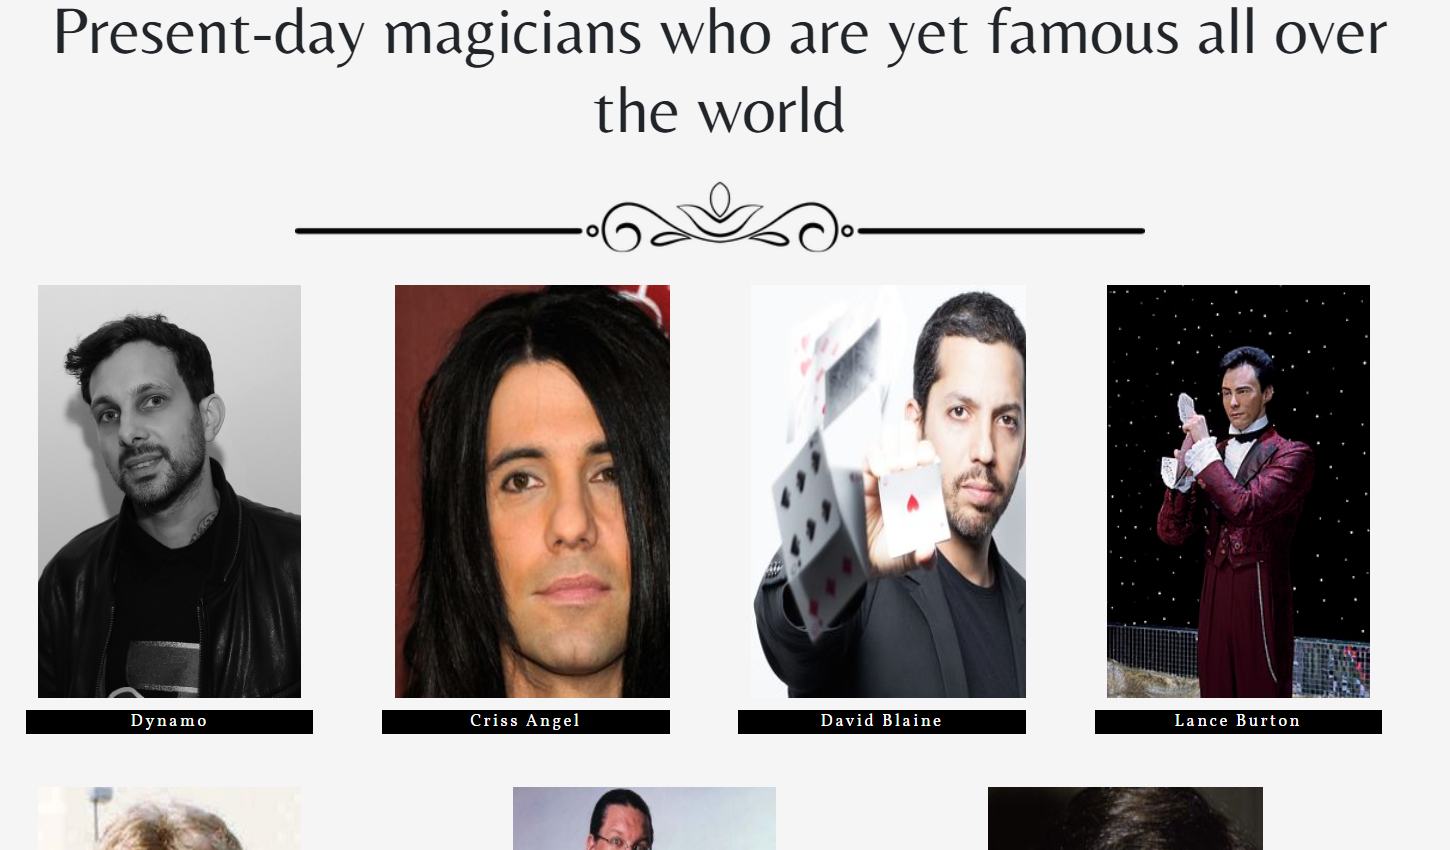 Present-day magicians who are yet famous all over
the world
Dynamo
Criss Angel
David Blaine
Lance Burton